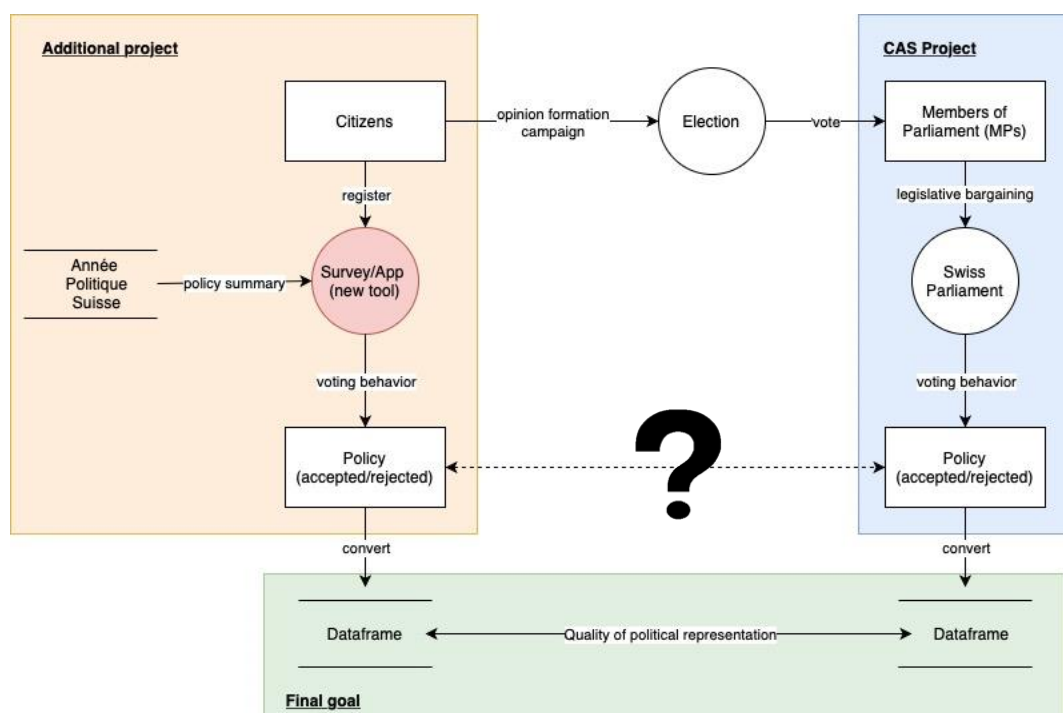 Additional project
CAS Project
Citizens
opinion formation
campaign
Election
vote
Members of
Parliament (MPs)
register
legislative bargaining
Année
Politique
Suisse
policy summary
Survey/App
(new tool)
Swiss
Parliament
voting behavior
voting behavior
?
Policy
(accepted/rejected)
Policy
(accepted/rejected)
convert
convert
Dataframe
Quality of political representation
Dataframe
Final goal